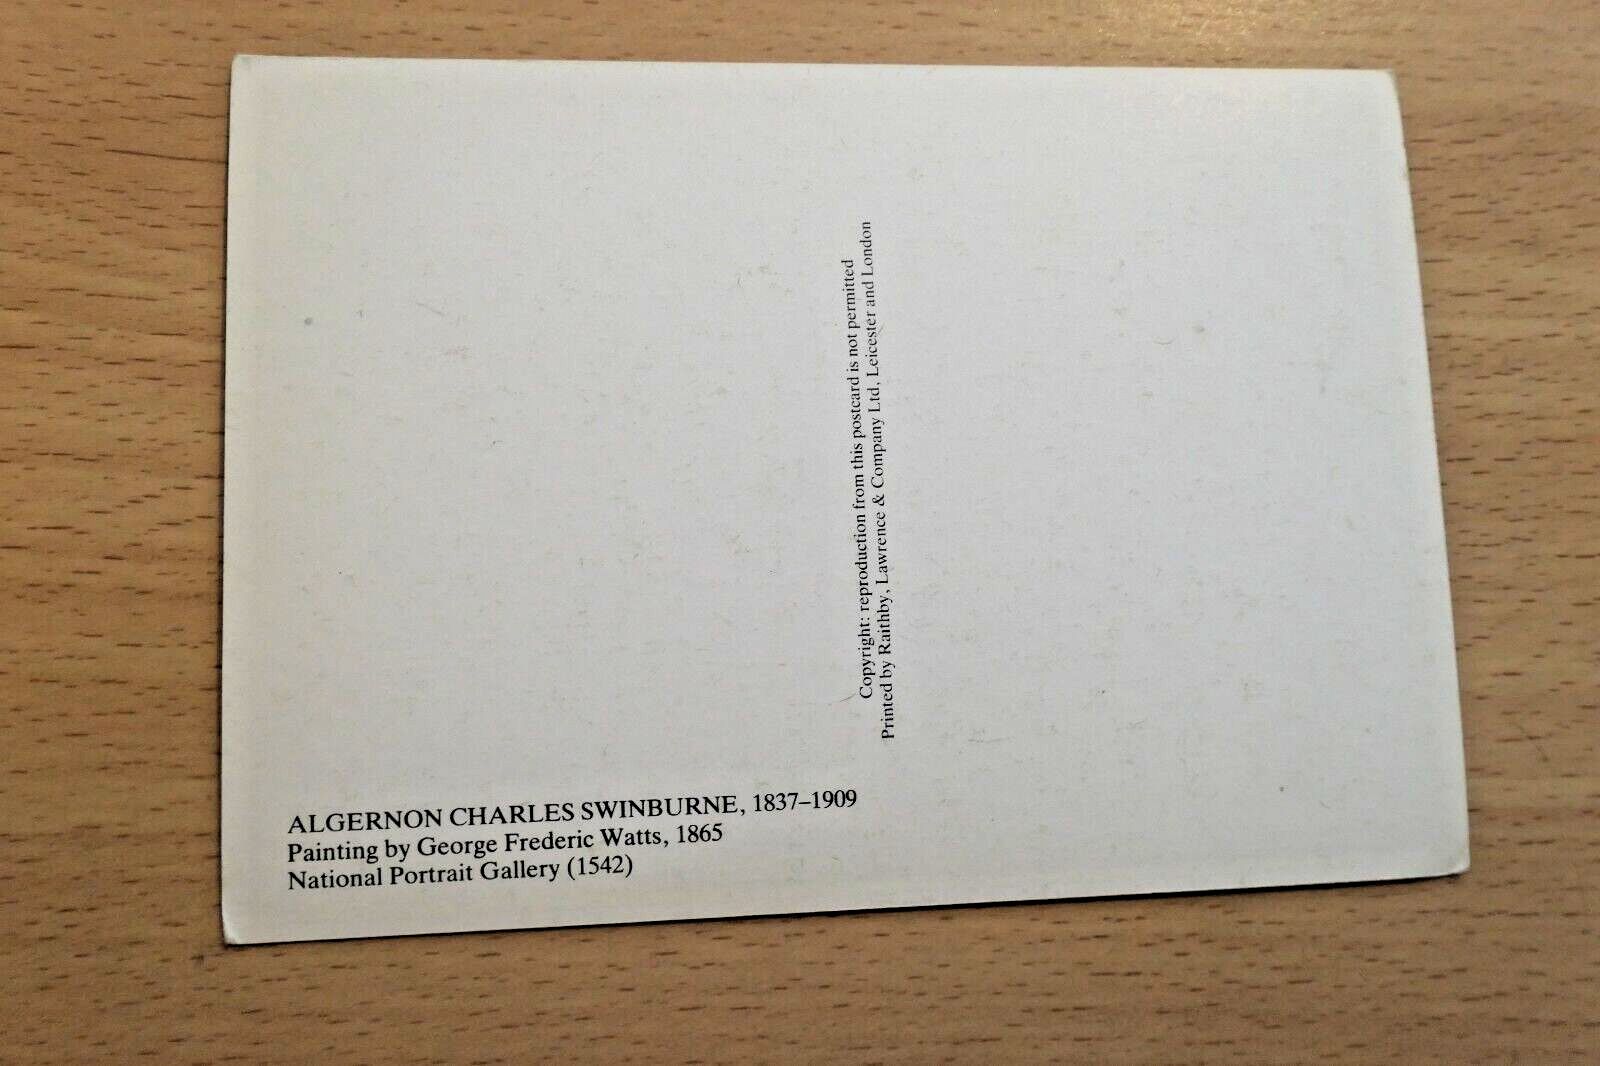 ALGERNON CHARLES SWINBURNE, 1837–1909
Painting by George Frederic Watts, 1865
National Portrait Gallery (1542)
Copyright: reproduction from this postcard is not permitted
Printed by Raithby, Lawrence & Company Ltd, Leicester and London